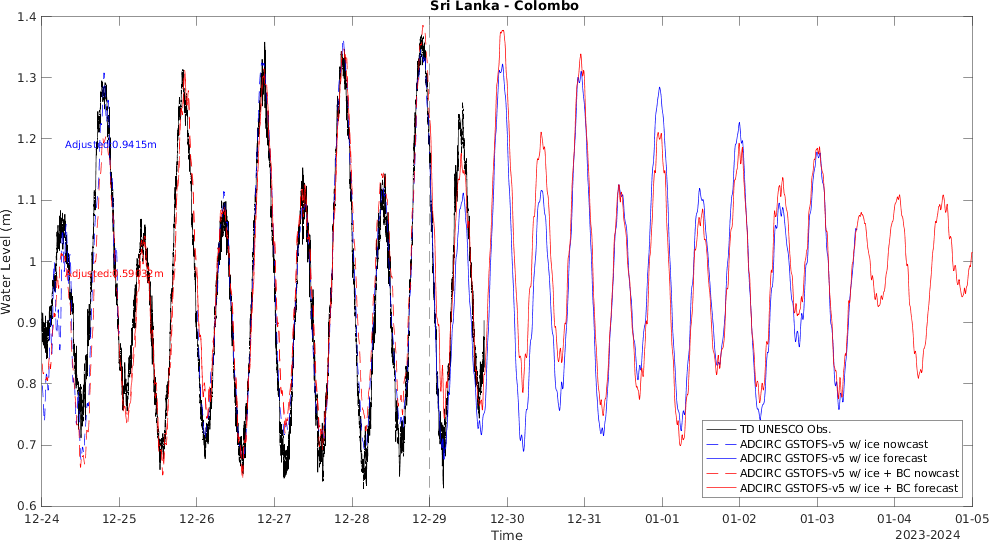 Sri Lanka - Colombo
1.4
1.3
1.2
1.1
1
0.9
0.8
0.7
0.6
Water Level (m)
Adjusted:0.9415m
Adjusted:0.59032m
TD UNESCO Obs.
ADCIRC GSTOFS-v5 w/ ice nowcast
ADCIRC GSTOFS-v5 w/ ice forecast
ADCIRC GSTOFS-v5 w/ ice + BC nowcast
ADCIRC GSTOFS-v5 w/ ice + BC forecast
12-24 12-25 12-26 12-27 12-28 12-29 12-30 12-31 01-01 01-02 01-03 01-04 01-05
Time
2023-2024